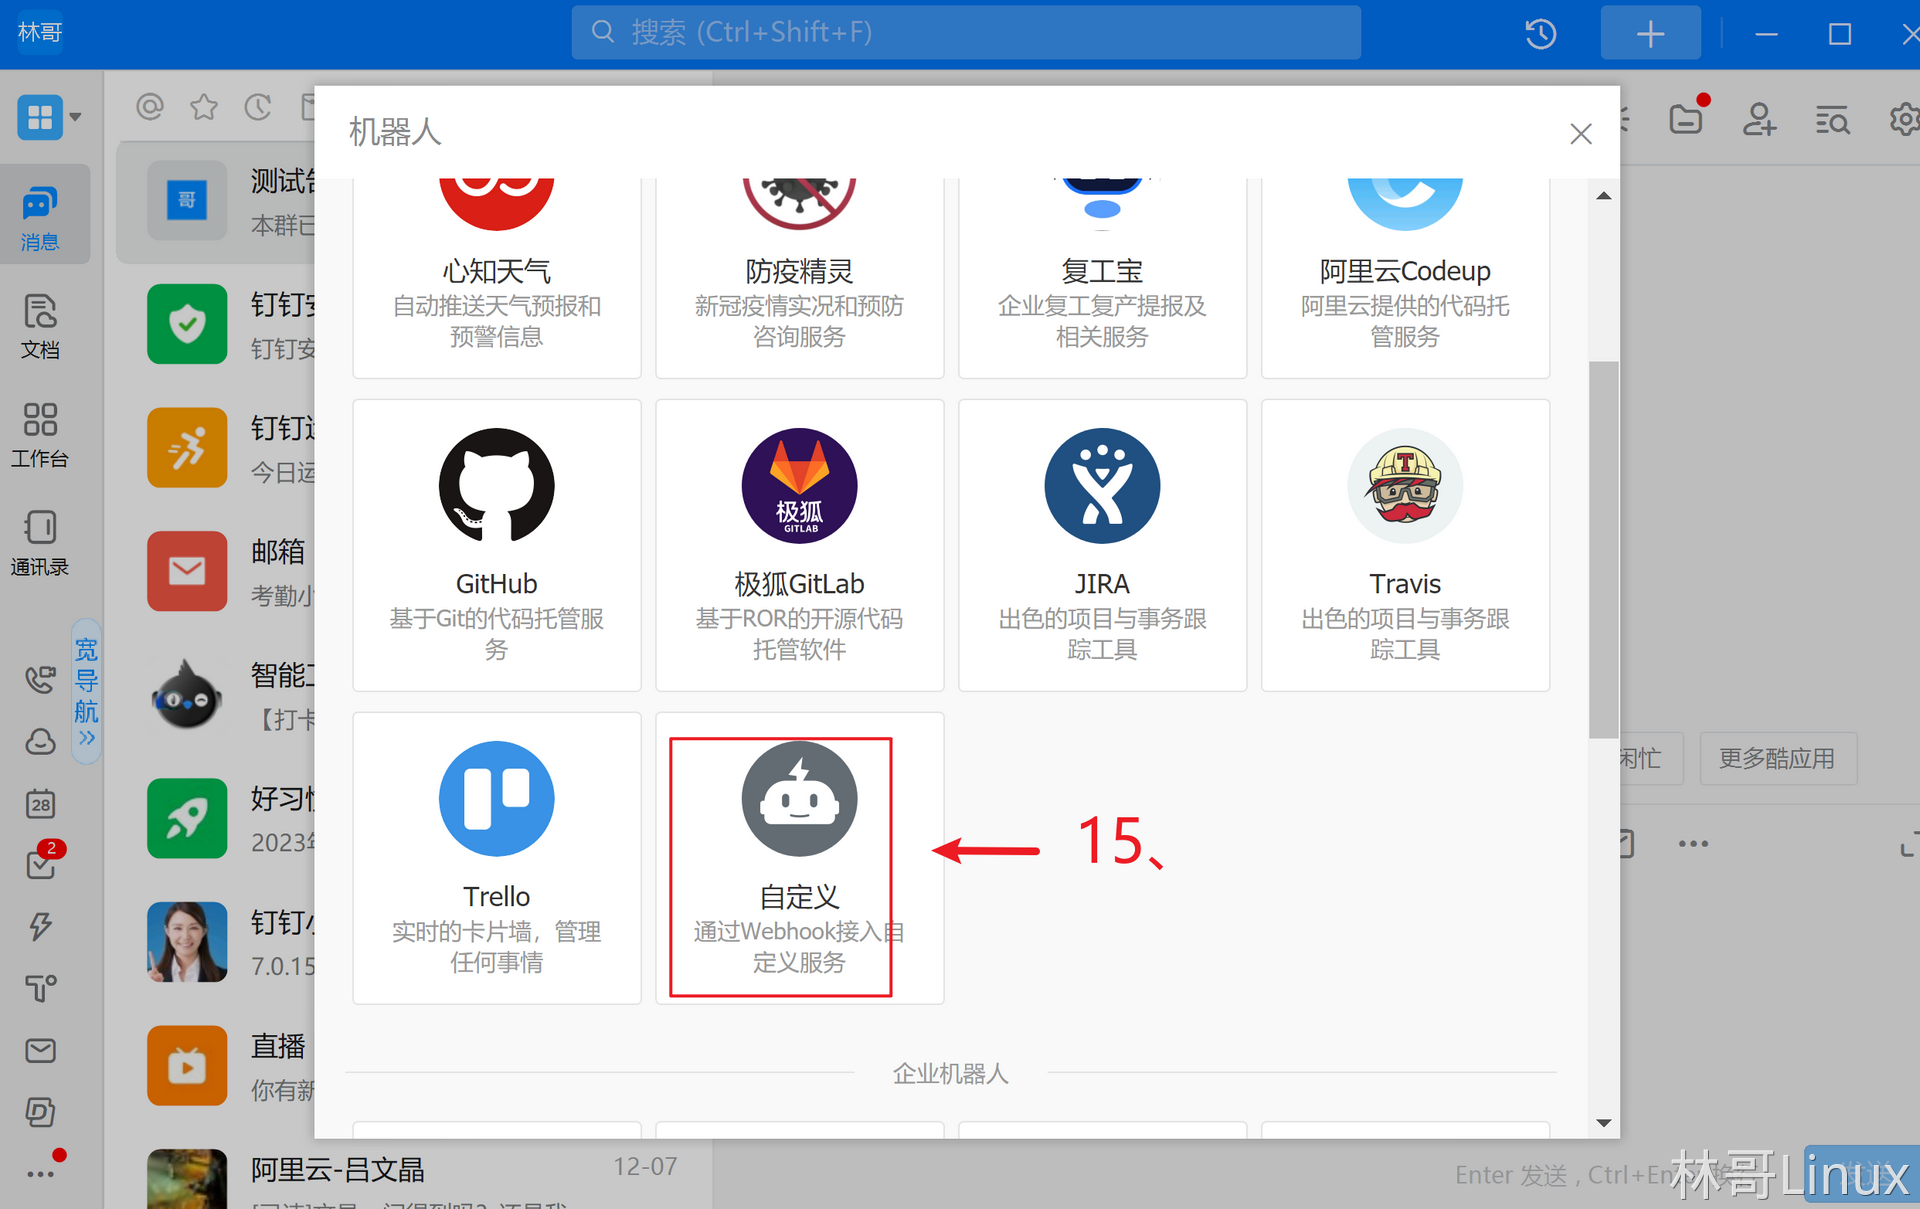 林哥
搜索 (Ctrl+Shift+F)
机器人
消息
文档
工作台
通讯录
宽导航
28
2
哥
测试
本群已
钉钉
钉钉安
钉钉
今日运
邮箱
考勤小
智能
【打卡
好习
2023
钉钉
7.0.15
直播
你有新
阿里云-吕文晶
12-07
心知天气
自动推送天气预报和
预警信息
防疫精灵
新冠疫情实况和预防
咨询服务
复工宝
企业复工复产提报及
相关服务
阿里云Codeup
阿里云提供的代码托
管服务
GitHub
基于Git的代码托管服
务
极狐
GITLAB
极狐GitLab
基于ROR的开源代码
托管软件
JIRA
出色的项目与事务跟
踪工具
T
Travis
出色的项目与事务跟
踪工具
Trello
实时的卡片墙，管理
任何事情
自定义
通过Webhook接入自
定义服务
15、
企业机器人
闲忙
更多酷应用
Enter 发送 , Ctrl+En
林哥Linux